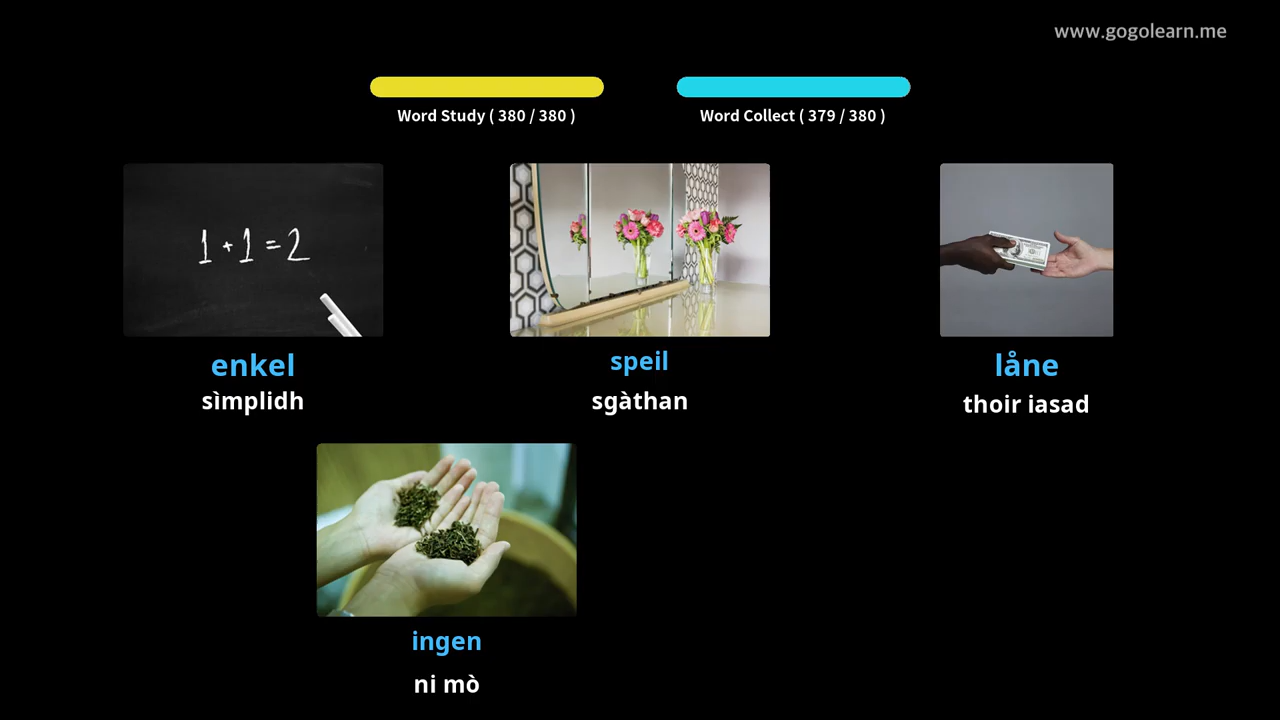 www.gogolearn.me
Word Study ( 380 / 380 )
Word Collect ( 379 / 380 )
1 + 1 = 2
enkel
sìmplidh
speil
sgàthan
låne
thoir iasad
ingen
ni mò